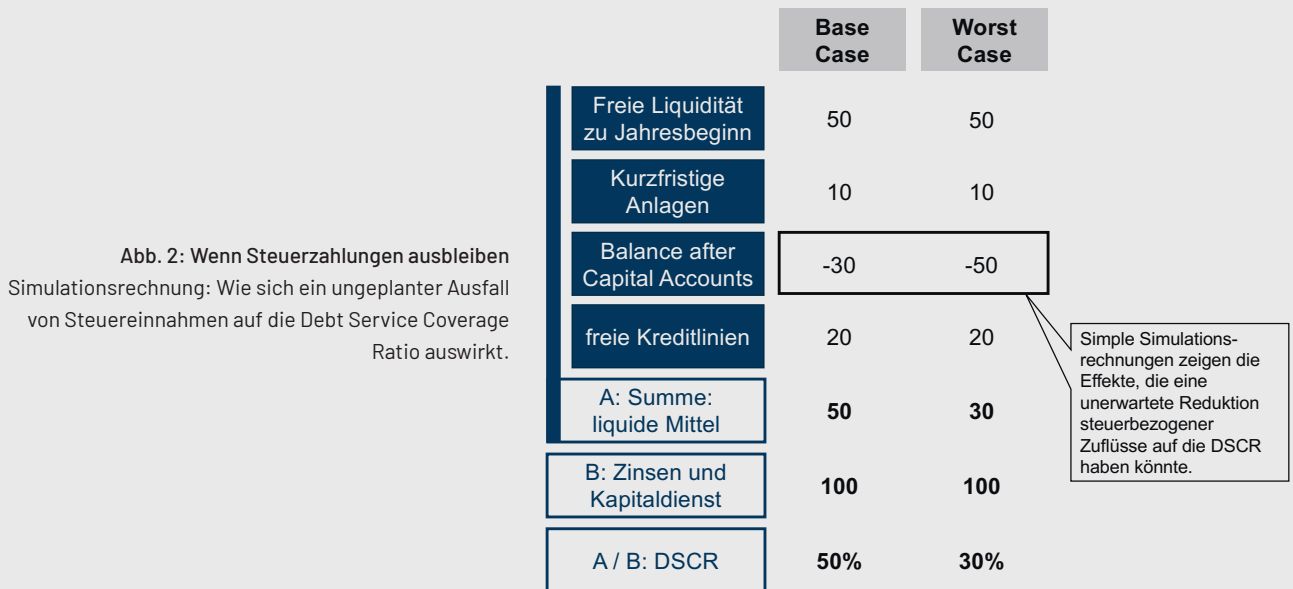 Base
Case
Worst
Case
Freie Liquidität
zu Jahresbeginn
50
50
Kurzfristige
Anlagen
10
10
Abb. 2: Wenn Steuerzahlungen ausbleiben
Simulationsrechnung: Wie sich ein ungeplanter Ausfall
von Steuereinnahmen auf die Debt Service Coverage
Ratio auswirkt.
Balance after
Capital Accounts
-30
-50
freie Kreditlinien
20
20
Simple Simulations-
rechnungen zeigen die
Effekte, die eine
unerwartete Reduktion
steuerbezogener
Zuflüsse auf die DSCR
haben könnte.
A: Summe:
liquide Mittel
50
30
B: Zinsen und
Kapitaldienst
100
100
A / B: DSCR
50%
30%